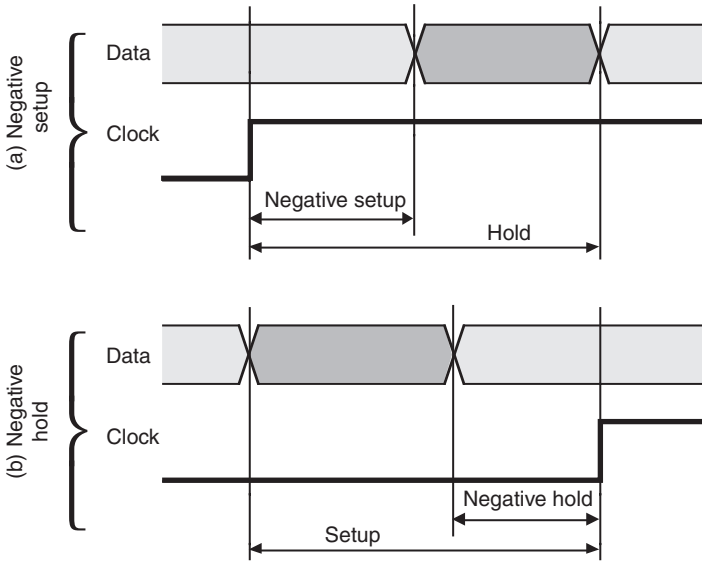 (a) Negative
setup
Data
Clock
Negative setup
Hold
(b) Negative
hold
Data
Clock
Negative hold
Setup